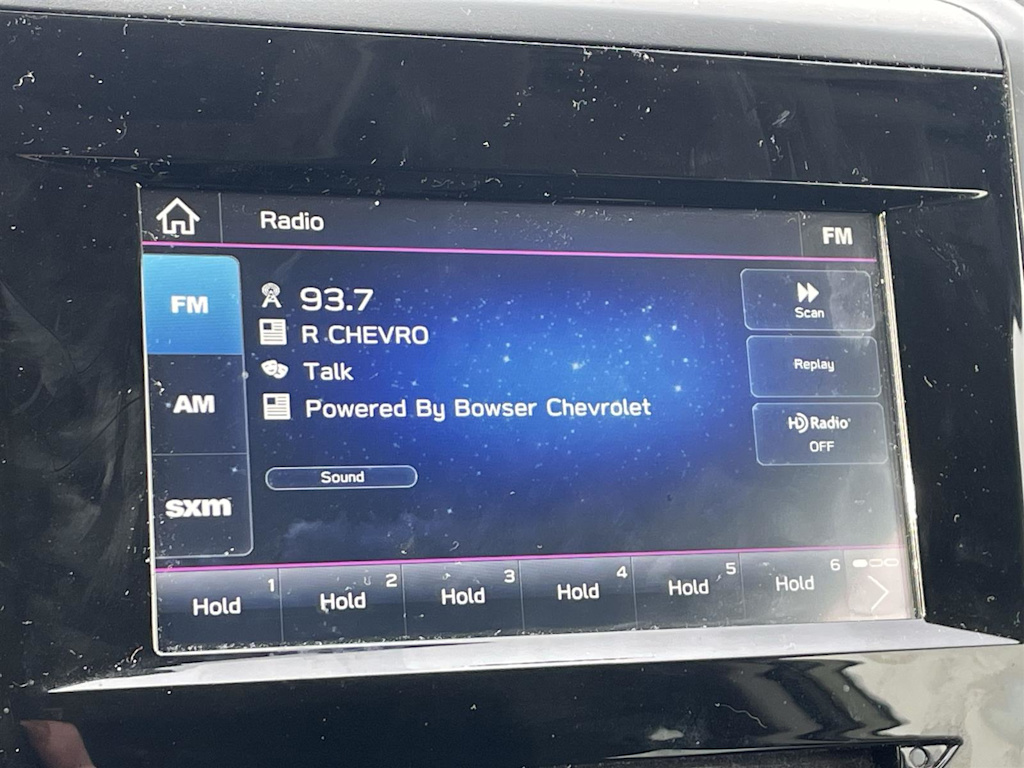 Radio
FM
FM
AM
sxm
93.7
R CHEVRO
Talk
Powered By Bowser Chevrolet
Sound
Scan
Replay
HD Radio
OFF
1
Hold
2
Hold
3
Hold
4
Hold
5
Hold
6
Hold